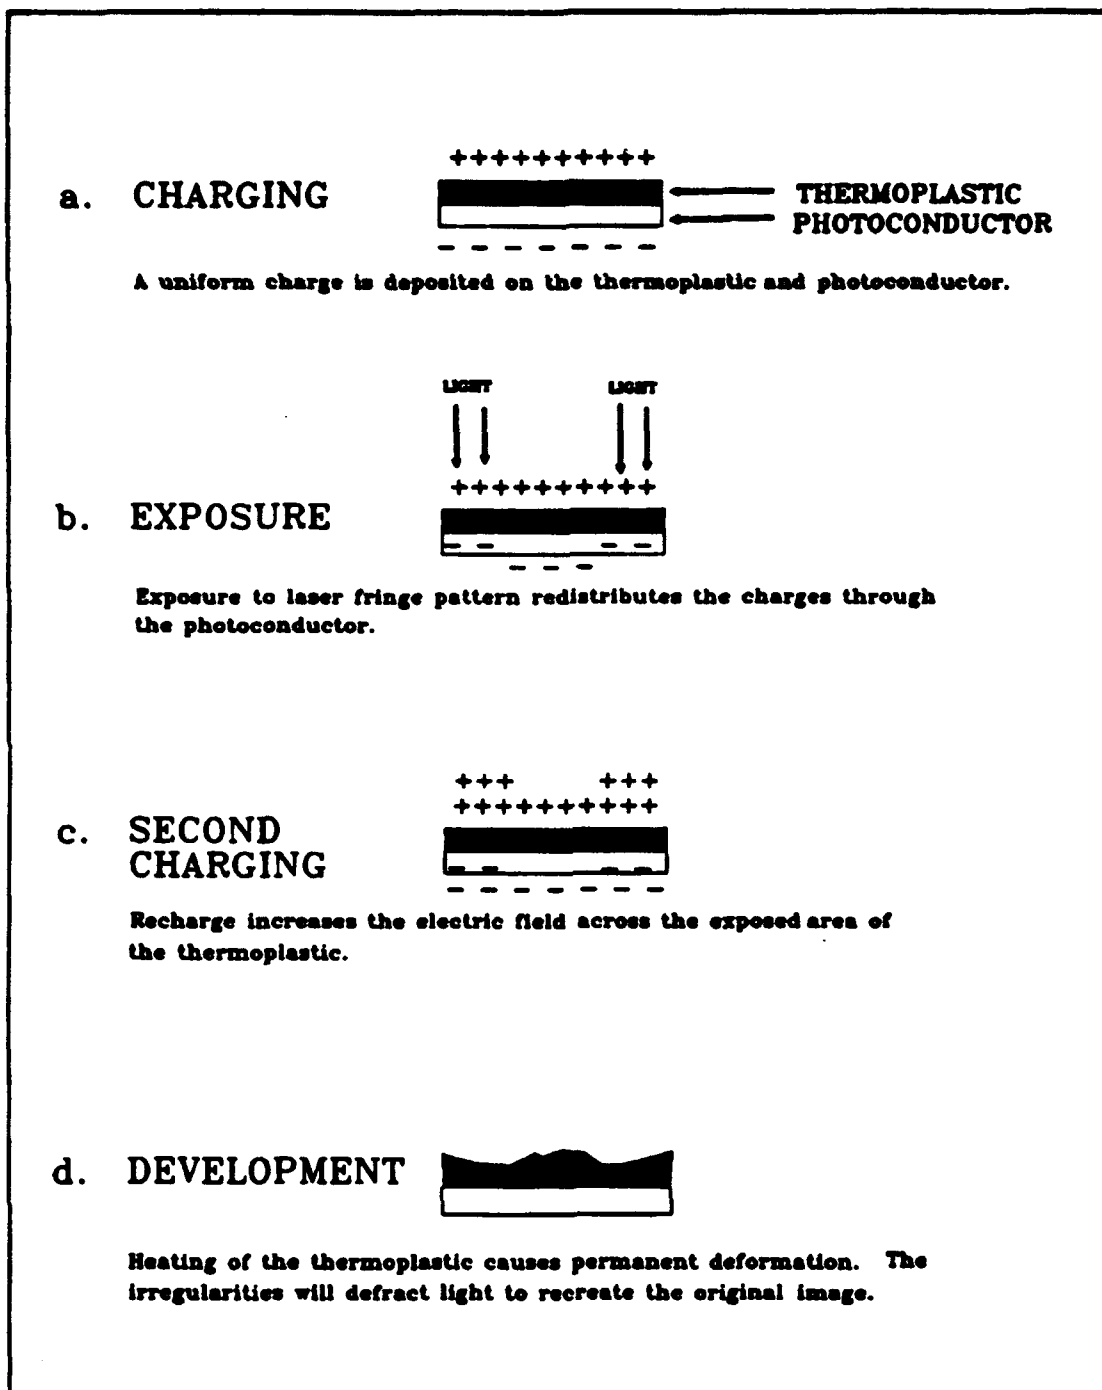 ++++++++++
a. CHARGING
THERMOPLASTIC
PHOTOCONDUCTOR
- - - - - - -
A uniform charge is deposited on the thermoplastic and photoconductor.
LIGHT LIGHT
++++++++++
b. EXPOSURE
- - - -
- - -
Exposure to laser fringe pattern redistributes the charges through
the photoconductor.
+++ +++
++++++++++
c. SECOND
CHARGING
- - - -
- - - - - - -
Recharge increases the electric field across the exposed area of
the thermoplastic.
d. DEVELOPMENT
Heating of the thermoplastic causes permanent deformation. The
irregularities will defract light to recreate the original image.